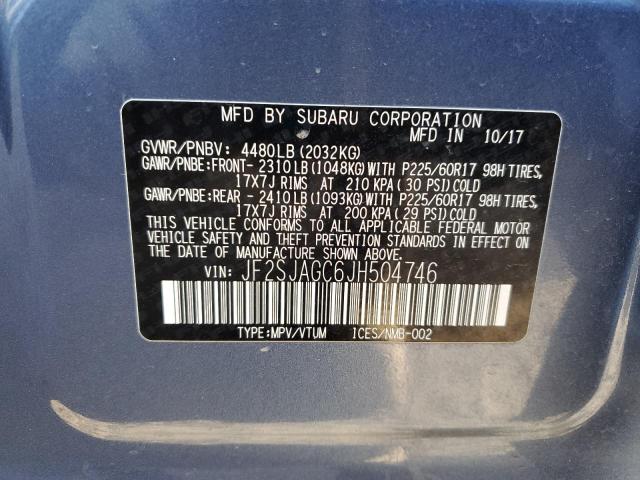 MFD BY SUBARU CORPORATION
MFD IN 10/17
GVWR/PNBV: 4480LB(2032KG)
GAWR/PNBE:FRONT- 2310LB(1048KG)WITH P225/60R17 98H TIRES,
17X7J RIMS AT 210 KPA(30 PSI)COLD
GAWR/PNBE:REAR - 2410LB(1093KG)WITH P225/60R17 98H TIRES,
17X7J RIMS AT 200 KPA(29 PSI)COLD
THIS VEHICLE CONFORMS TO ALL APPLICABLE FEDERAL MOTOR
VEHICLE SAFETY AND THEFT PREVENTION STANDARDS IN EFFECT ON
THE DATE OF MANUFACTURE SHOWN ABOVE.
VIN: JF2SJAGC6JH504746
TYPE:MPV/VTUM ICES/NMB-002